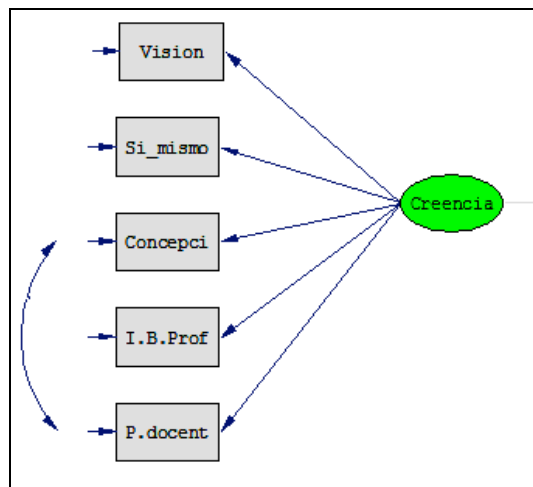 Vision
Si_mismo
Creencia
Concepci
I.B.Prof
P.docent